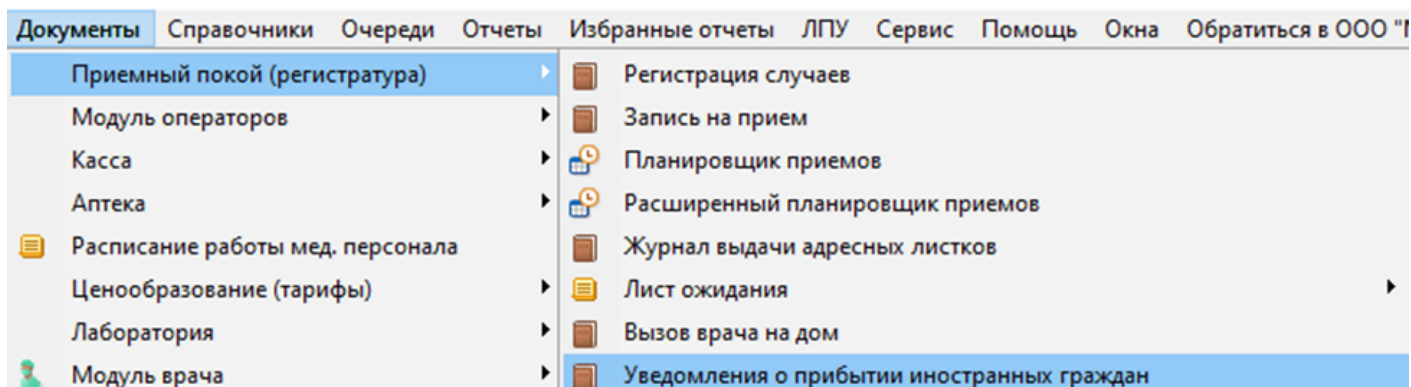 Документы Справочники Очереди Отчеты Избранные отчеты ЛПУ Сервис Помощь Окна Обратиться в ООО "
Приемный покой (регистратура) Регистрация случаев
Модуль операторов Запись на прием
Касса Планировщик приемов
Аптека Расширенный планировщик приемов
Расписание работы мед. персонала Журнал выдачи адресных листков
Ценообразование (тарифы) Лист ожидания
Лаборатория Вызов врача на дом
Модуль врача Уведомления о прибытии иностранных граждан